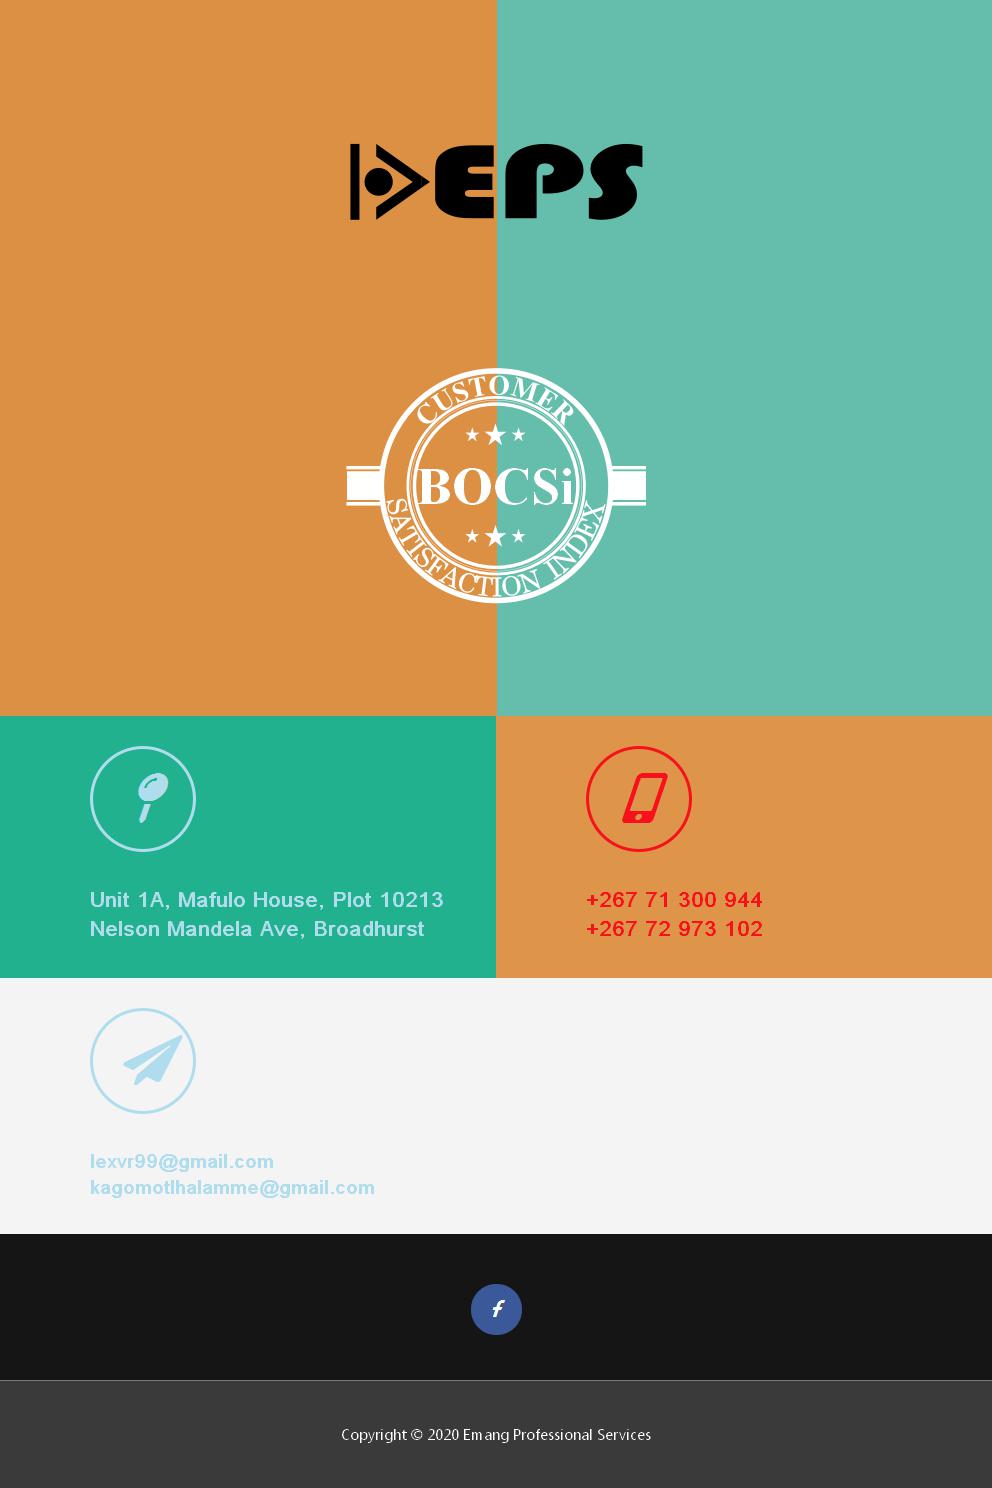 EPS
CUSTOMER
BOCSi
SATISFACTION INDEX
Unit 1A, Mafulo House, Plot 10213
Nelson Mandela Ave, Broadhurst
+267 71 300 944
+267 72 973 102
lexvr99@gmail.com
kagomotlhalamme@gmail.com
f
Copyright © 2020 Emang Professional Services